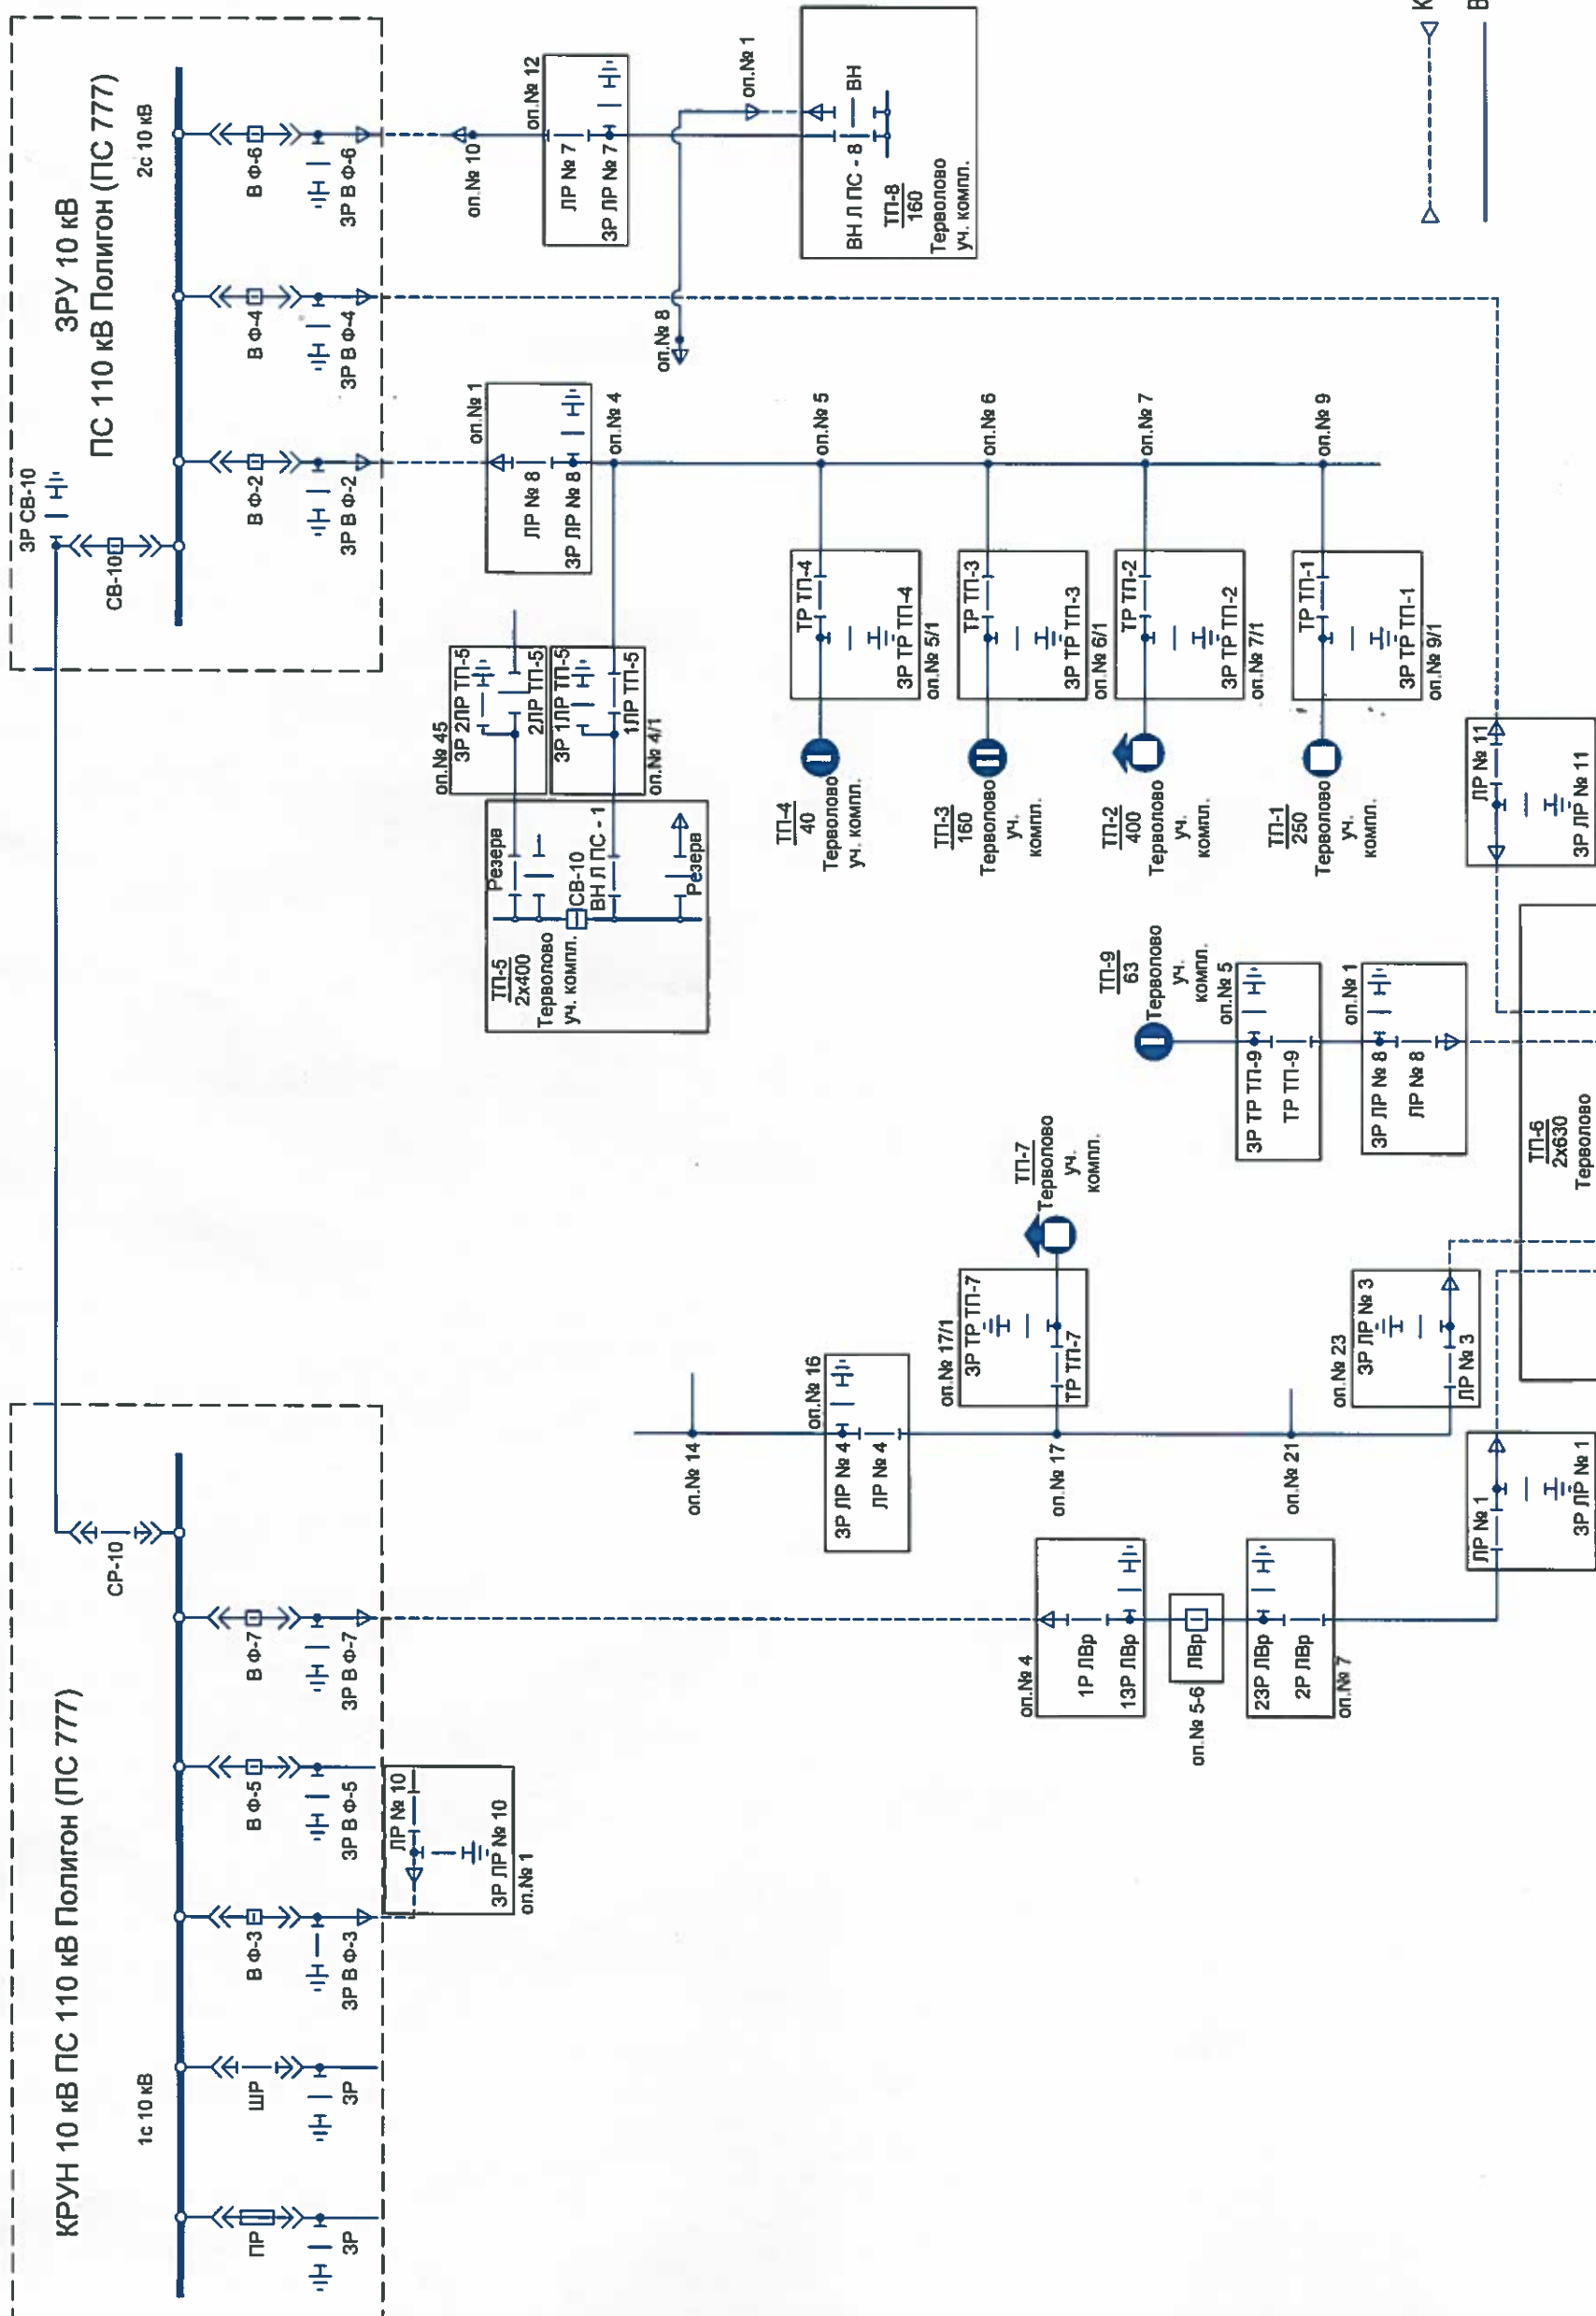 КРУН 10 кВ ПС 110 кВ Полигон (ПС 777)
1с 10 кВ
ПР
ЗР
ШР
ЗР
В Ф-3
ЗР В Ф-3
В Ф-5
ЗР В Ф-5
В Ф-7
ЗР В Ф-7
СР-10
ЛР № 10
ЗР ЛР № 10
оп.№ 1
ЗРУ 10 кВ
ПС 110 кВ Полигон (ПС 777)
2с 10 кВ
ЗР СВ-10
СВ-10
В Ф-2
ЗР В Ф-2
В Ф-4
ЗР В Ф-4
В Ф-6
ЗР В Ф-6
оп.№ 10
оп.№ 12
ЛР № 7
ЗР ЛР № 7
оп.№ 8
оп.№ 1
ВН Л ПС - 8
ВН
ТП-8
160
Терволово
уч. компл.
оп.№ 1
ЛР № 8
ЗР ЛР № 8
оп.№ 4
оп.№ 45
ЗР 2ЛР ТП-5
2ЛР ТП-5
ЗР 1ЛР ТП-5
1ЛР ТП-5
оп.№ 4/1
Резерв
СВ-10
ВН Л ПС - 1
Резерв
ТП-5
2х400
Терволово
уч. компл.
оп.№ 5
ТР ТП-4
ЗР ТР ТП-4
оп.№ 5/1
ТП-4
40
Терволово
уч. компл.
оп.№ 6
ТР ТП-3
ЗР ТР ТП-3
оп.№ 6/1
ТП-3
160
Терволово
уч.
компл.
оп.№ 7
ТР ТП-2
ЗР ТР ТП-2
оп.№ 7/1
ТП-2
400
Терволово
уч.
компл.
оп.№ 9
ТР ТП-1
ЗР ТР ТП-1
оп.№ 9/1
ТП-1
250
Терволово
уч.
компл.
ЛР № 11
ЗР ЛР № 11
ТП-9
63
Терволово
уч.
компл.
оп.№ 5
ЗР ТР ТП-9
ТР ТП-9
оп.№ 1
ЗР ЛР № 8
ЛР № 8
ТП-6
2х630
Терволово
оп.№ 14
оп.№ 16
ЗР ЛР № 4
ЛР № 4
оп.№ 17/1
ЗР ТР ТП-7
ТР ТП-7
ТП-7
Терволово
уч.
компл.
оп.№ 17
оп.№ 21
оп.№ 23
ЗР ЛР № 3
ЛР № 3
оп.№ 4
1Р ЛВр
1ЗР ЛВр
оп.№ 5-6
ЛВр
2ЗР ЛВр
2Р ЛВр
оп.№ 7
ЛР № 1
ЗР ЛР № 1
К
В